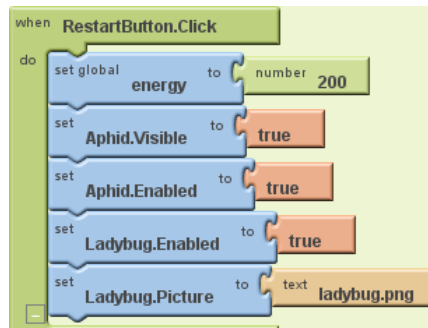 when RestartButton.Click
do
set global energy to number 200
set Aphid.Visible to true
set Aphid.Enabled to true
set Ladybug.Enabled to true
set Ladybug.Picture to text ladybug.png